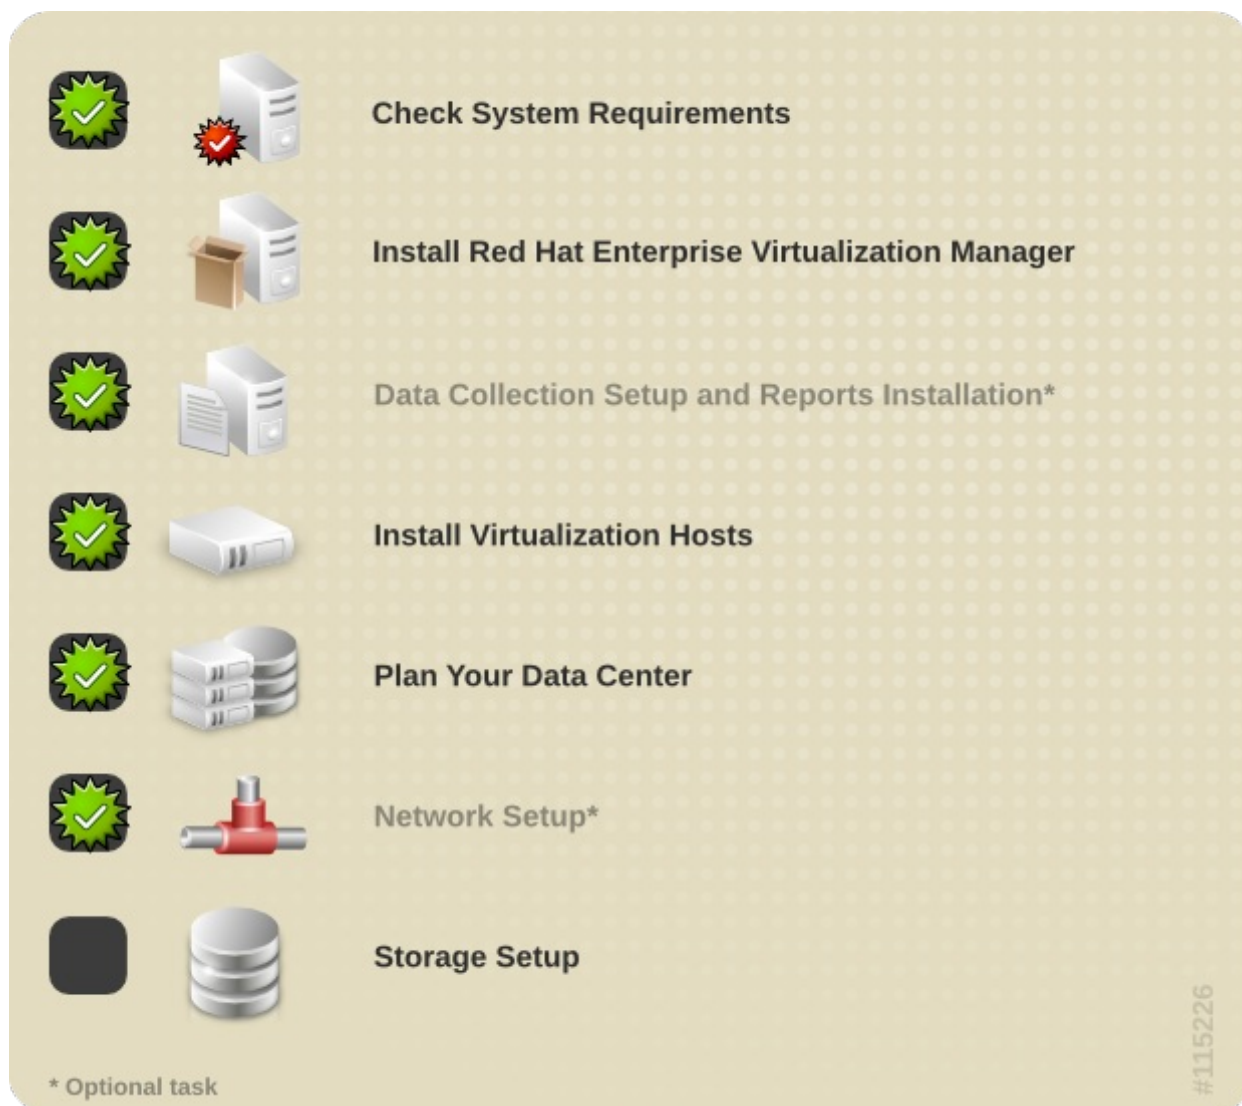 Check System Requirements
Install Red Hat Enterprise Virtualization Manager
Data Collection Setup and Reports Installation*
Install Virtualization Hosts
Plan Your Data Center
Network Setup*
Storage Setup
#115226
* Optional task